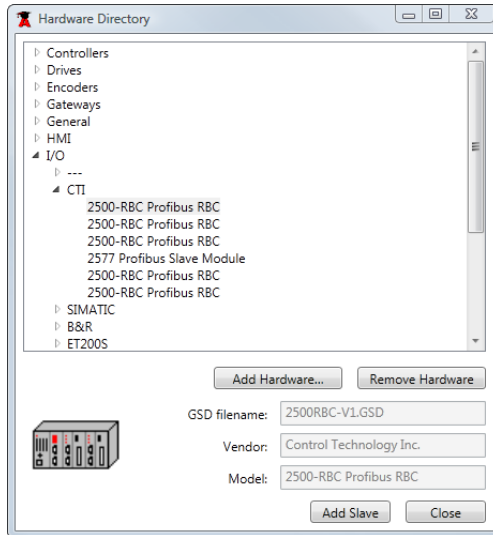 Hardware Directory
Controllers
Drives
Encoders
Gateways
General
HMI
I/O
---
CTI
2500-RBC Profibus RBC
2500-RBC Profibus RBC
2500-RBC Profibus RBC
2577 Profibus Slave Module
2500-RBC Profibus RBC
2500-RBC Profibus RBC
SIMATIC
B&R
ET200S
Add Hardware... Remove Hardware
GSD filename: 2500RBC-V1.GSD
Vendor: Control Technology Inc.
Model: 2500-RBC Profibus RBC
Add Slave Close